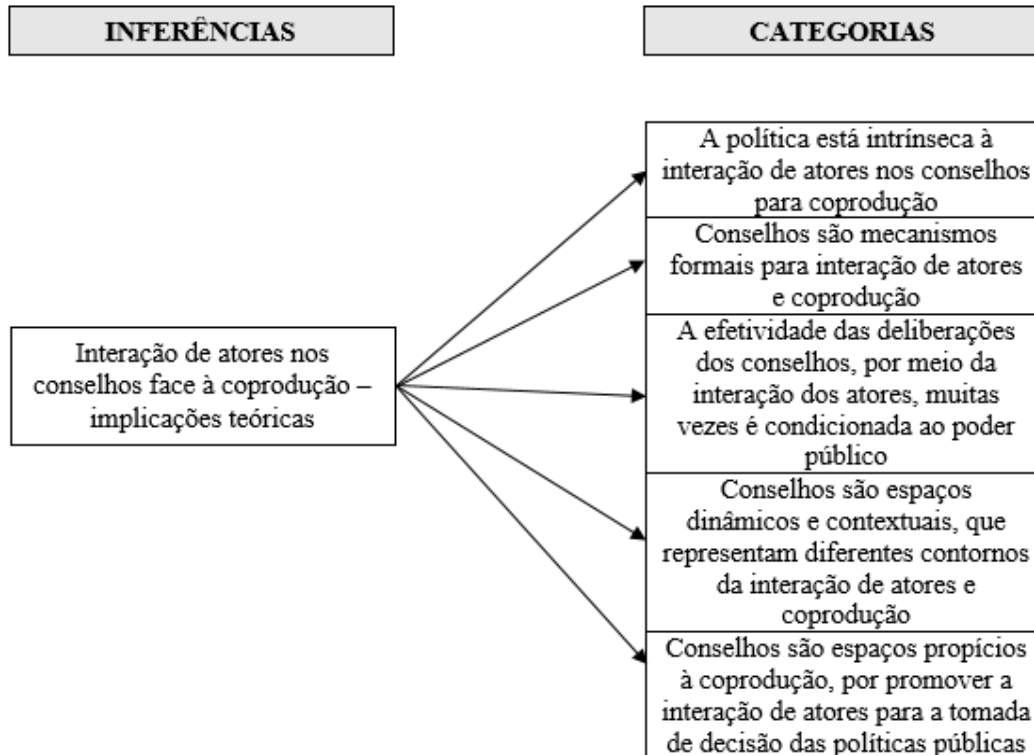 INFERÊNCIAS
CATEGORIAS
Interação de atores nos
conselhos face à coprodução –
implicações teóricas
A política está intrínseca à
interação de atores nos conselhos
para coprodução
Conselhos são mecanismos
formais para interação de atores
e coprodução
A efetividade das deliberações
dos conselhos, por meio da
interação dos atores, muitas
vezes é condicionada ao poder
público
Conselhos são espaços
dinâmicos e contextuais, que
representam diferentes contornos
da interação de atores e
coprodução
Conselhos são espaços propícios
à coprodução, por promover a
interação de atores para a tomada
de decisão das políticas públicas